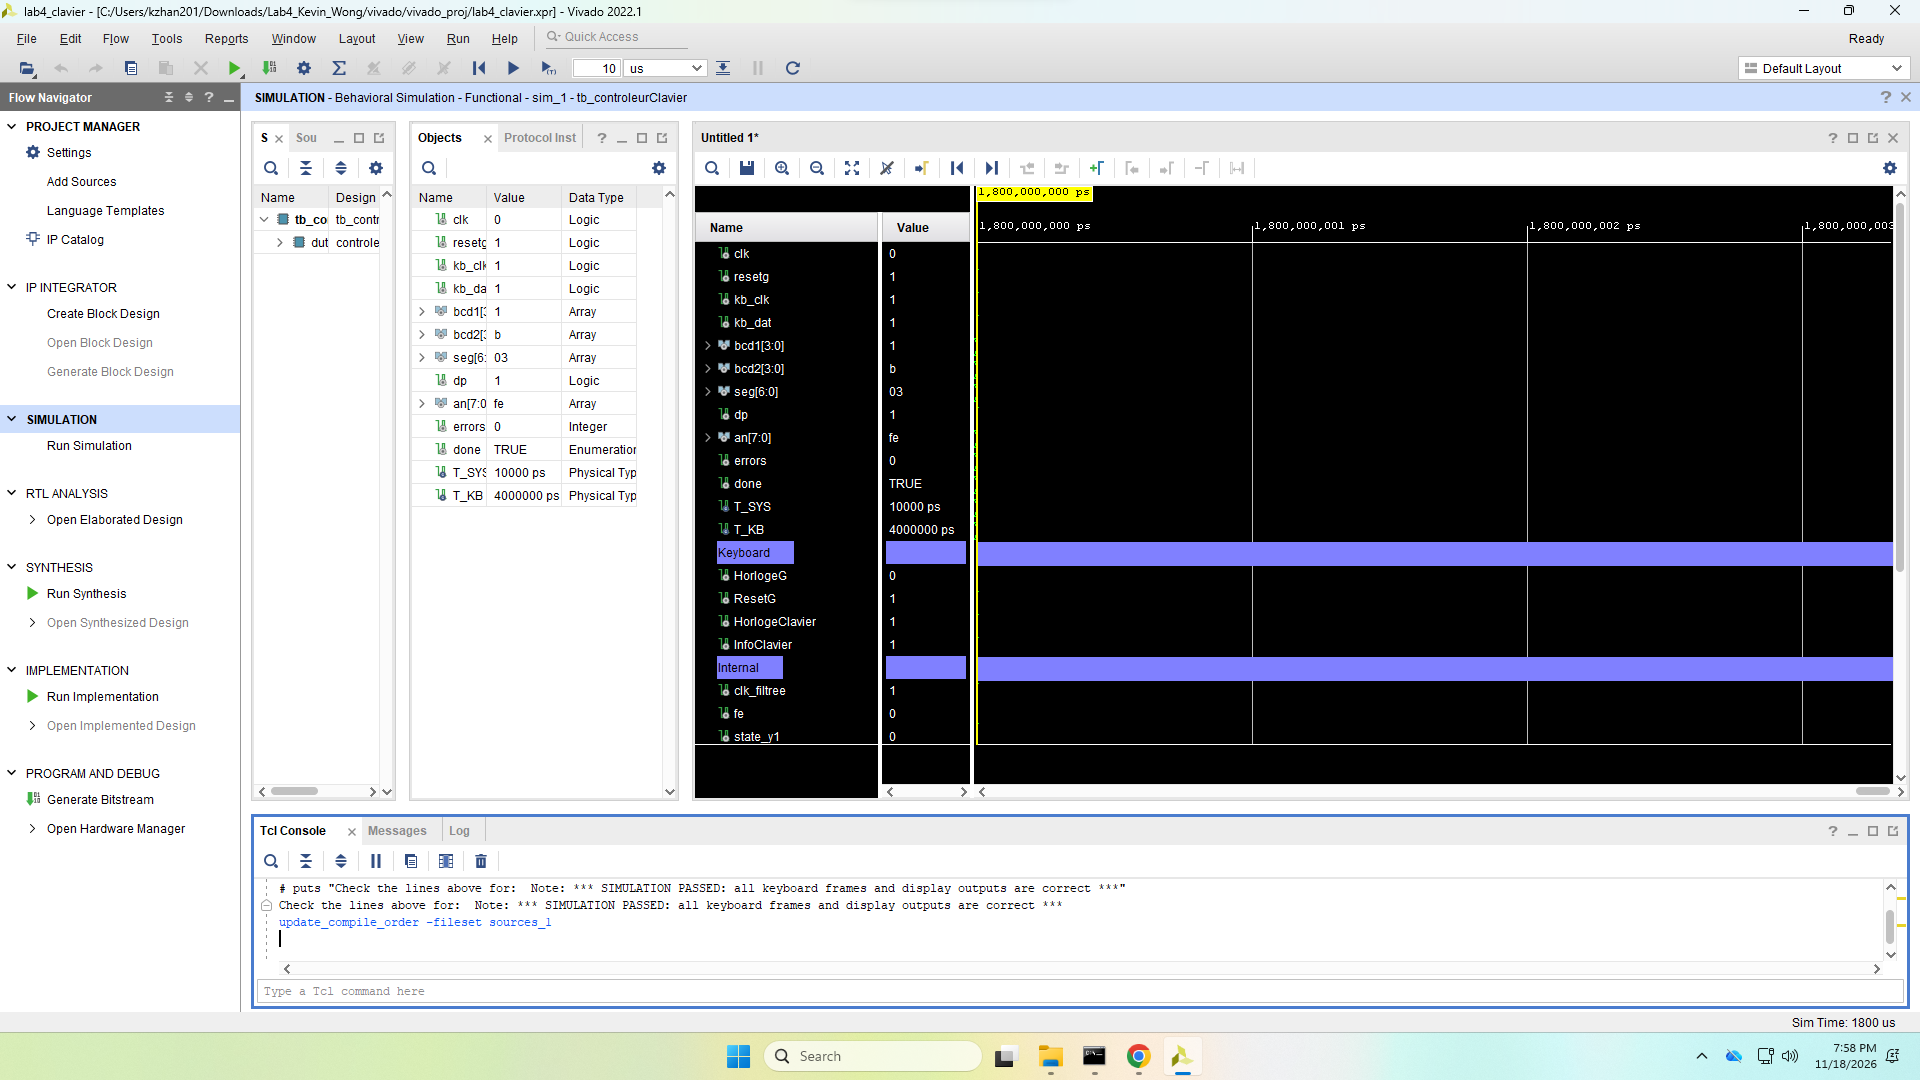 lab4_clavier - [C:/Users/kzhan201/Downloads/Lab4_Kevin_Wong/vivado/vivado_proj/lab4_clavier.xpr] - Vivado 2022.1
File Edit Flow Tools Reports Window Layout View Run Help Quick Access Ready
10 us Default Layout
Flow Navigator
SIMULATION - Behavioral Simulation - Functional - sim_1 - tb_controleurClavier
PROJECT MANAGER
Settings
Add Sources
Language Templates
IP Catalog
IP INTEGRATOR
Create Block Design
Open Block Design
Generate Block Design
SIMULATION
Run Simulation
RTL ANALYSIS
Open Elaborated Design
SYNTHESIS
Run Synthesis
Open Synthesized Design
IMPLEMENTATION
Run Implementation
Open Implemented Design
PROGRAM AND DEBUG
Generate Bitstream
Open Hardware Manager
S Sou
Name Design
tb_co tb_contr
dut controle
Objects Protocol Inst
Name Value Data Type
clk 0 Logic
resetg 1 Logic
kb_clk 1 Logic
kb_da 1 Logic
bcd1[3: 1 Array
bcd2[3 b Array
seg[6: 03 Array
dp 1 Logic
an[7:0 fe Array
errors 0 Integer
done TRUE Enumeration
T_SYS 10000 ps Physical Typ
T_KB 4000000 ps Physical Typ
Untitled 1*
1,800,000,000 ps
1,800,000,000 ps 1,800,000,001 ps 1,800,000,002 ps 1,800,000,003
Name Value
clk 0
resetg 1
kb_clk 1
kb_dat 1
bcd1[3:0] 1
bcd2[3:0] b
seg[6:0] 03
dp 1
an[7:0] fe
errors 0
done TRUE
T_SYS 10000 ps
T_KB 4000000 ps
Keyboard
HorlogeG 0
ResetG 1
HorlogeClavier 1
InfoClavier 1
Internal
clk_filtree 1
fe 0
state_y1 0
Tcl Console Messages Log
# puts "Check the lines above for:  Note: *** SIMULATION PASSED: all keyboard frames and display outputs are correct ***"
Check the lines above for:  Note: *** SIMULATION PASSED: all keyboard frames and display outputs are correct ***
update_compile_order -fileset sources_1
Type a Tcl command here
Sim Time: 1800 us
Search
7:58 PM
11/18/2026